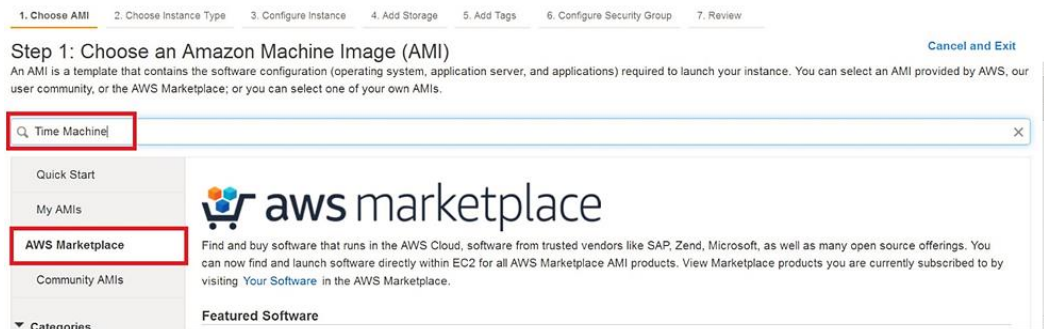 1. Choose AMI 2. Choose Instance Type 3. Configure Instance 4. Add Storage 5. Add Tags 6. Configure Security Group 7. Review
Step 1: Choose an Amazon Machine Image (AMI)
Cancel and Exit
An AMI is a template that contains the software configuration (operating system, application server, and applications) required to launch your instance. You can select an AMI provided by AWS, our
user community, or the AWS Marketplace; or you can select one of your own AMIs.
Time Machine
Quick Start
My AMIs
AWS Marketplace
Community AMIs
Categories
aws marketplace
Find and buy software that runs in the AWS Cloud, software from trusted vendors like SAP, Zend, Microsoft, as well as many open source offerings. You
can now find and launch software directly within EC2 for all AWS Marketplace AMI products. View Marketplace products you are currently subscribed to by
visiting Your Software in the AWS Marketplace.
Featured Software